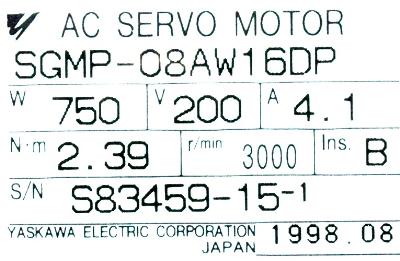 AC SERVO MOTOR
SGMP-08AW16DP
W 750 V 200 A 4.1
N·m 2.39 r/min 3000 Ins. B
S/N S83459-15-1
YASKAWA ELECTRIC CORPORATION 1998.08
JAPAN